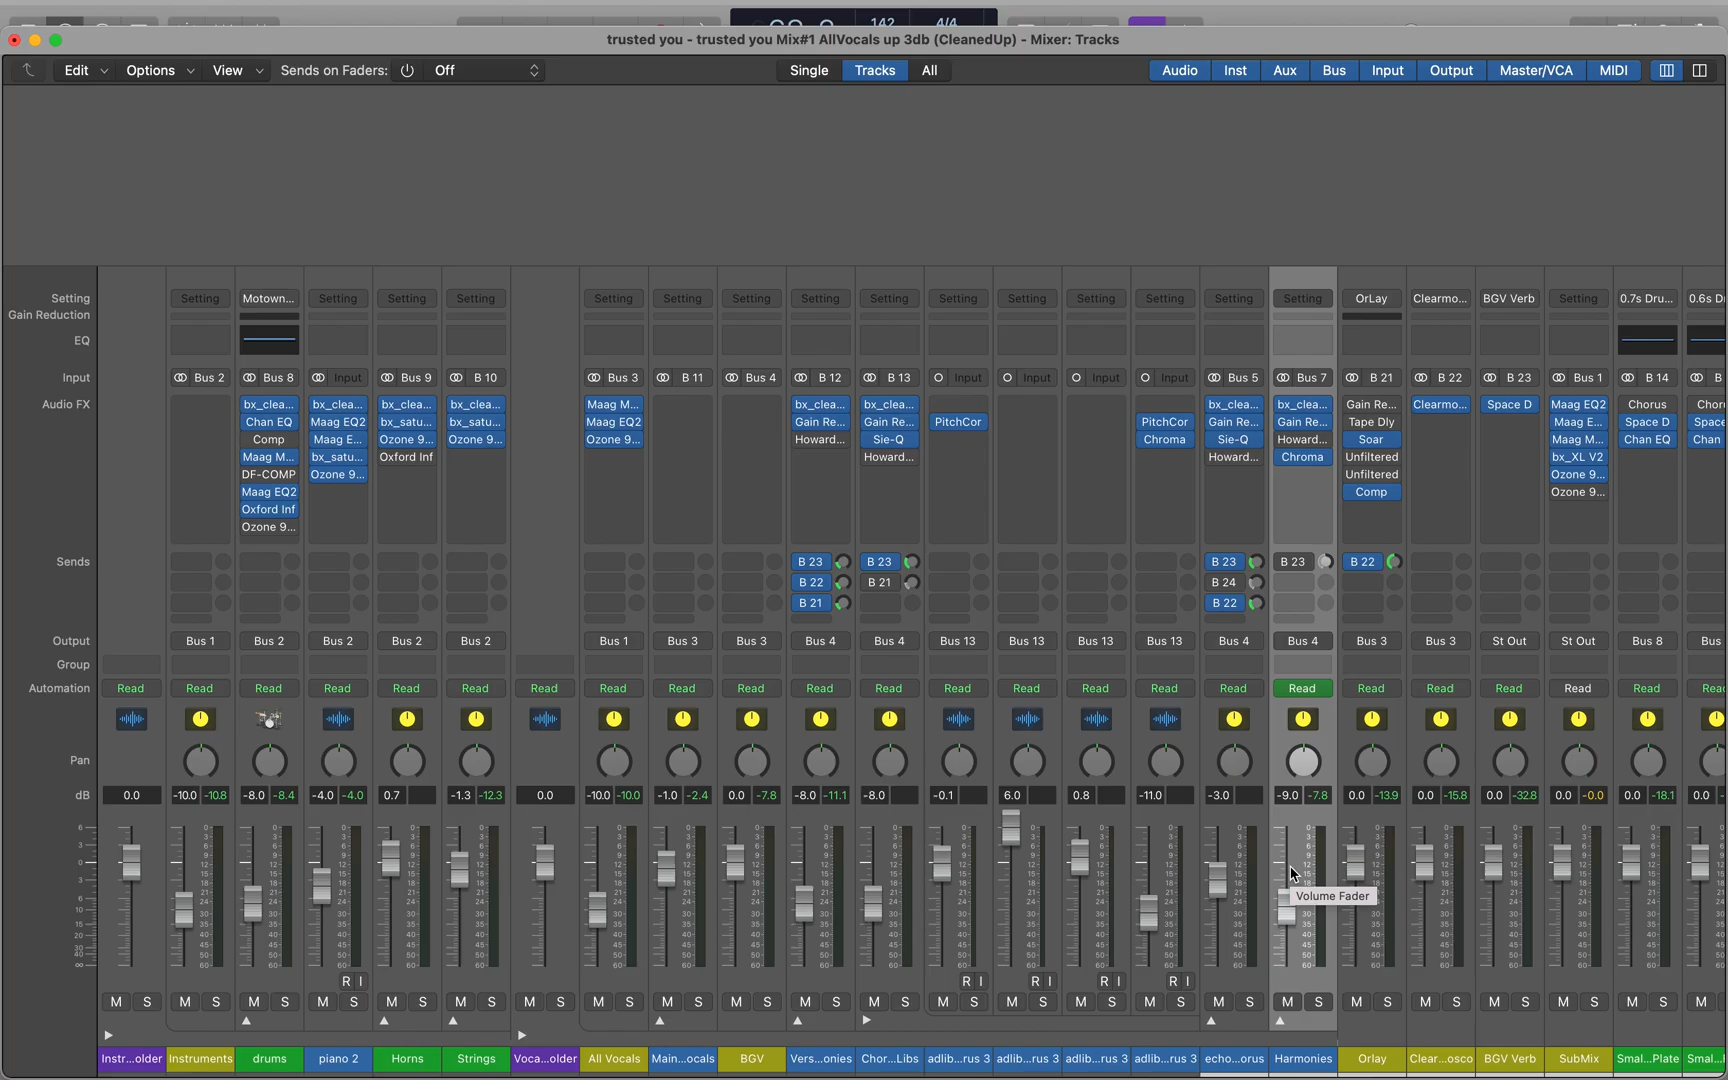 142 4/4
trusted you - trusted you Mix#1 AllVocals up 3db (CleanedUp) - Mixer: Tracks
Edit Options View Sends on Faders: Off Single Tracks All Audio Inst Aux Bus Input Output Master/VCA MIDI
Setting Setting Motown... Setting Setting Setting Setting Setting Setting Setting Setting Setting Setting Setting Setting Setting Setting OrLay Clearmo... BGV Verb Setting 0.7s Dru... 0.6s D
Gain Reduction
EQ
Input Bus 2 Bus 8 Input Bus 9 B 10 Bus 3 B 11 Bus 4 B 12 B 13 Input Input Input Input Bus 5 Bus 7 B 21 B 22 B 23 Bus 1 B 14 B
Audio FX bx_clea... bx_clea... bx_clea... bx_clea... Maag M... bx_clea... bx_clea... bx_clea... bx_clea... Gain Re... Clearmo... Space D Maag EQ2 Chorus Chor
Chan EQ Maag EQ2 bx_satu... bx_satu... Maag EQ2 Gain Re... Gain Re... PitchCor PitchCor Gain Re... Gain Re... Tape Dly Maag E... Space D Space
Comp Maag E... Ozone 9... Ozone 9... Ozone 9... Howard... Sie-Q Chroma Sie-Q Howard... Soar Maag M... Chan EQ Chan
Maag M... bx_satu... Oxford Inf Howard... Howard... Chroma Unfiltered bx_XL V2
DF-COMP Ozone 9... Unfiltered Ozone 9...
Maag EQ2 Comp Ozone 9...
Oxford Inf
Ozone 9...
Sends B 23 B 23 B 23 B 23 B 22
B 22 B 21 B 24
B 21 B 22
Output Bus 1 Bus 2 Bus 2 Bus 2 Bus 2 Bus 1 Bus 3 Bus 3 Bus 4 Bus 4 Bus 13 Bus 13 Bus 13 Bus 13 Bus 4 Bus 4 Bus 3 Bus 3 St Out St Out Bus 8 Bus
Group
Automation Read Read Read Read Read Read Read Read Read Read Read Read Read Read Read Read Read Read Read Read Read Read Read Rea
Pan
dB 0.0 -10.0 -10.8 -8.0 -8.4 -4.0 -4.0 0.7 -1.3 -12.3 0.0 -10.0 -10.0 -1.0 -2.4 0.0 -7.8 -8.0 -11.1 -8.0 -0.1 6.0 0.8 -11.0 -3.0 -9.0 -7.8 0.0 -13.9 0.0 -15.8 0.0 -32.8 0.0 -0.0 0.0 -18.1 0.0
Volume Fader
R I R I R I R I R I
M S M S M S M S M S M S M S M S M S M S M S M S M S M S M S M S M S M S M S M S M S M S M S M
Instr...older Instruments drums piano 2 Horns Strings Voca...older All Vocals Main...ocals BGV Vers...onies Chor...Libs adlib...rus 3 adlib...rus 3 adlib...rus 3 adlib...rus 3 echo...orus Harmonies Orlay Clear...osco BGV Verb SubMix Smal...Plate Smal...